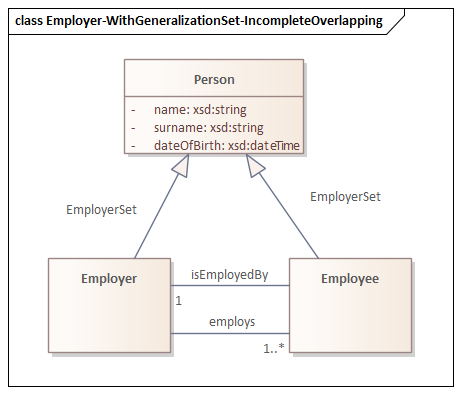 class Employer-WithGeneralizationSet-IncompleteOverlapping
Person
- name: xsd:string
- surname: xsd:string
- dateOfBirth: xsd:dateTime
EmployerSet
EmployerSet
Employer
Employee
isEmployedBy
1
employs
1..*